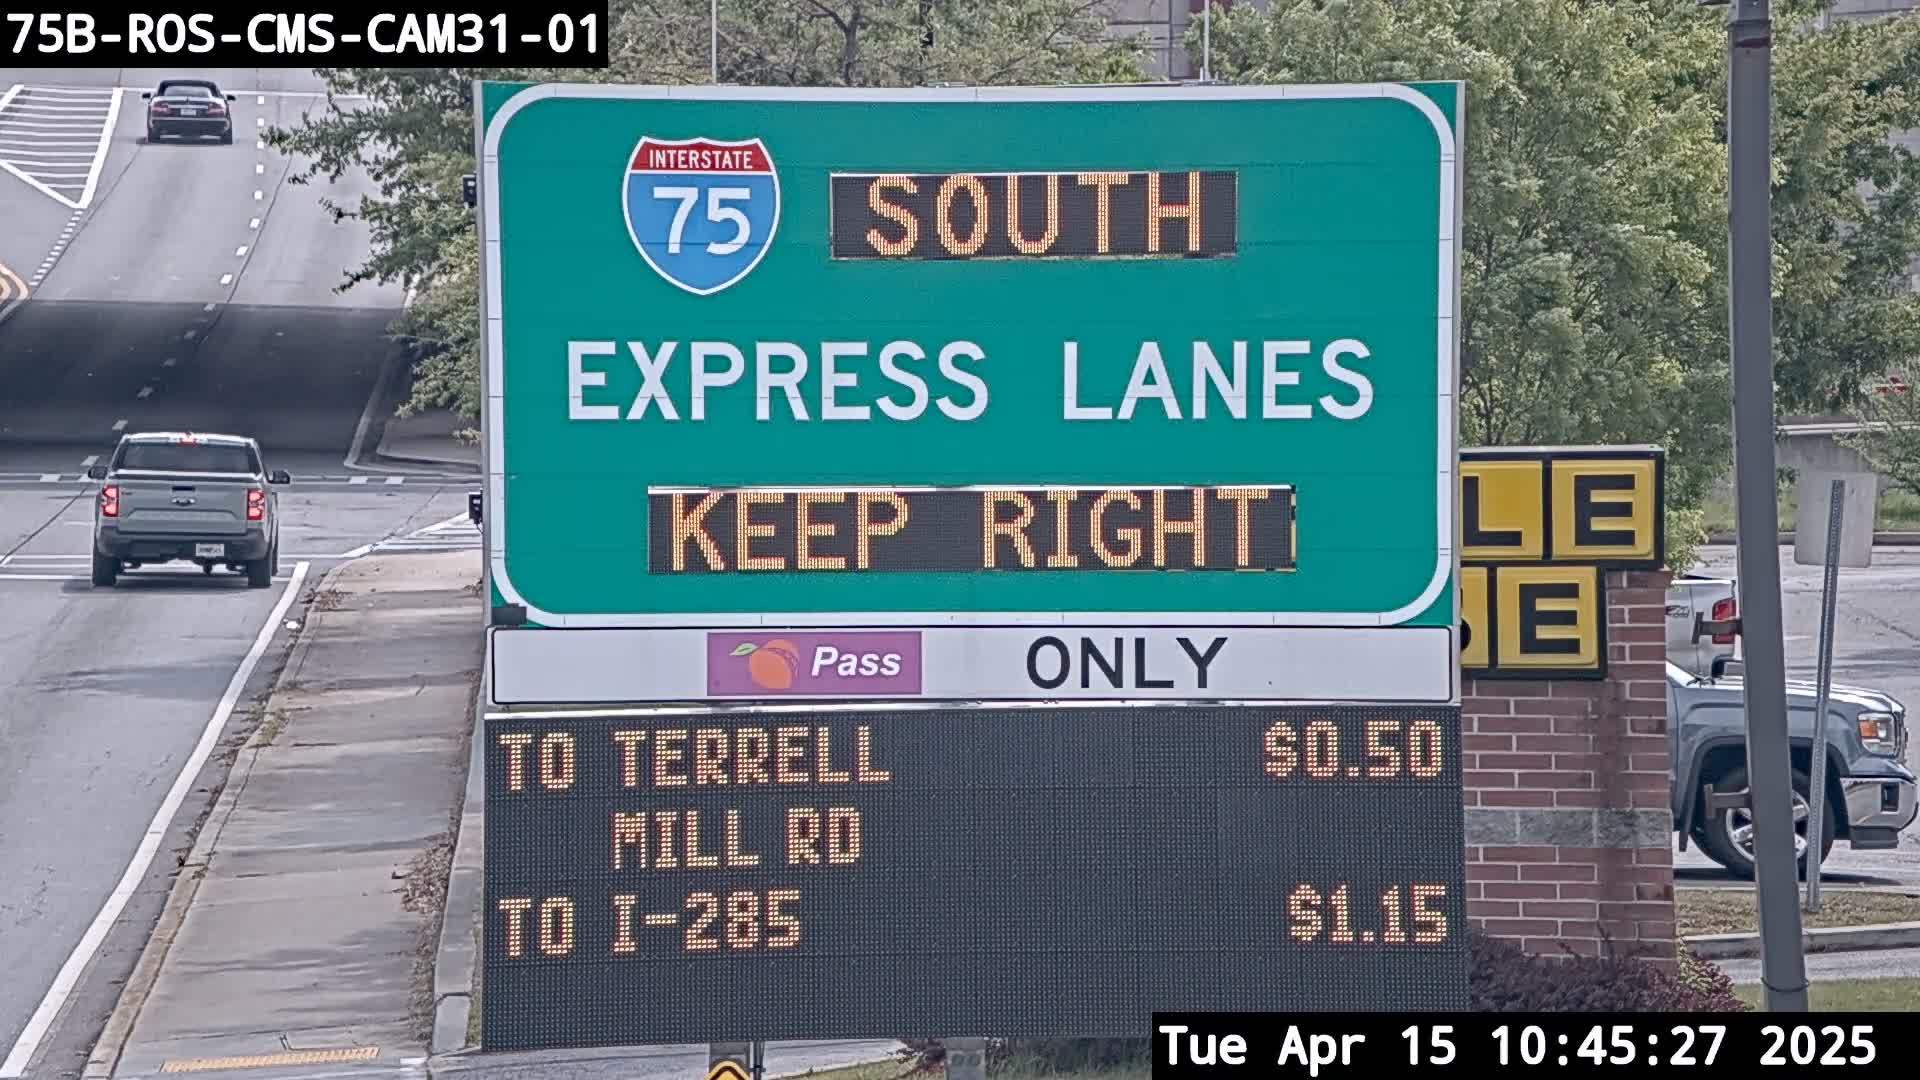 75B-ROS-CMS-CAM31-01
INTERSTATE
75
SOUTH
EXPRESS LANES
KEEP RIGHT
Pass ONLY
LE
E
TO TERRELL $0.50
MILL RD
TO I-285 $1.15
Tue Apr 15 10:45:27 2025